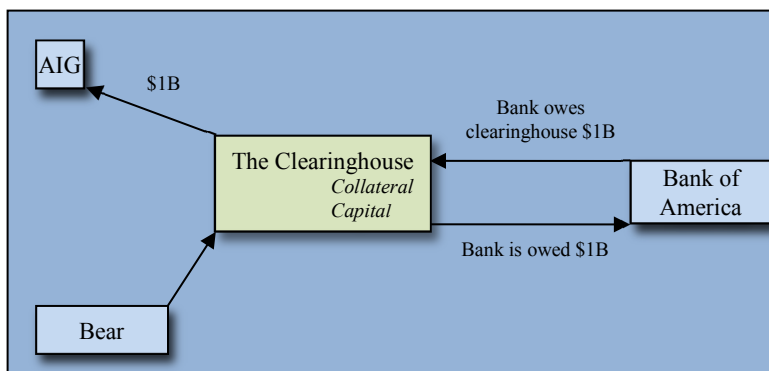 AIG
$1B
Bank owes
clearinghouse $1B
The Clearinghouse
Collateral
Capital
Bank of
America
Bank is owed $1B
Bear